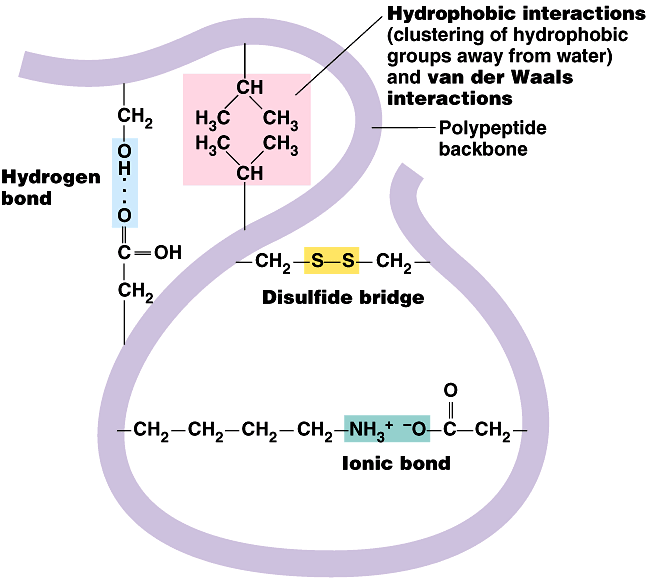 Hydrophobic interactions
(clustering of hydrophobic
groups away from water)
and van der Waals
interactions
Polypeptide
backbone
CH
H₃C CH₃
H₃C CH₃
CH
CH₂
O
H
Hydrogen
bond
O
C=OH
CH₂
CH₂ S S CH₂
Disulfide bridge
O
CH₂ CH₂ CH₂ CH₂ NH₃⁺ ⁻O C CH₂
Ionic bond